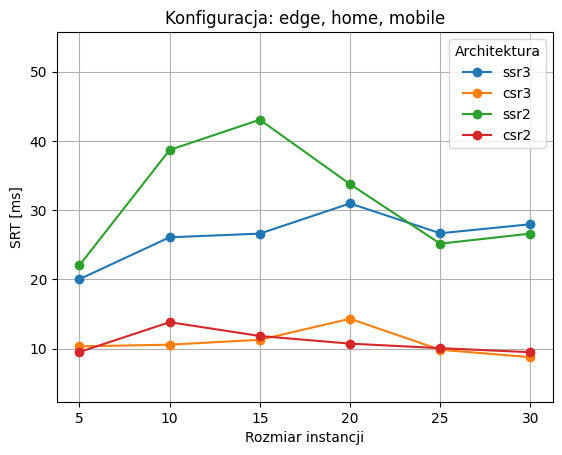 Konfiguracja: edge, home, mobile
Architektura
ssr3
csr3
ssr2
csr2
SRT [ms]
50
40
30
20
10
5 10 15 20 25 30
Rozmiar instancji